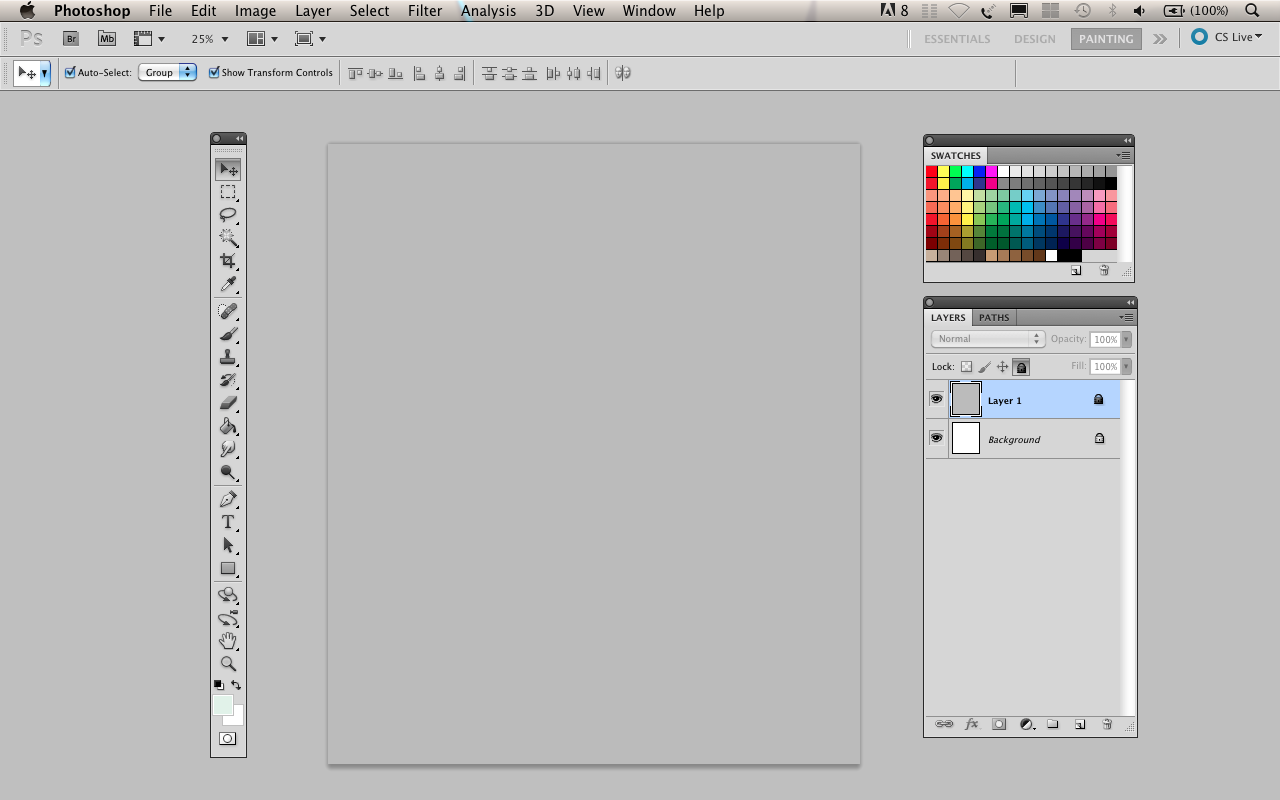 Photoshop File Edit Image Layer Select Filter Analysis 3D View Window Help 8 (100%)
Ps Br Mb 25% ESSENTIALS DESIGN PAINTING CS Live
Auto-Select: Group Show Transform Controls
SWATCHES
LAYERS PATHS
Normal Opacity: 100%
Lock: Fill: 100%
Layer 1
Background
T
fx